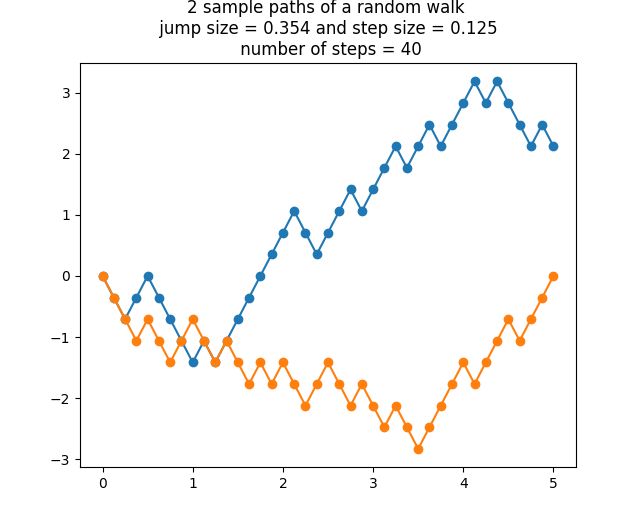 2 sample paths of a random walk
jump size = 0.354 and step size = 0.125
number of steps = 40
3
2
1
0
−1
−2
−3
0 1 2 3 4 5